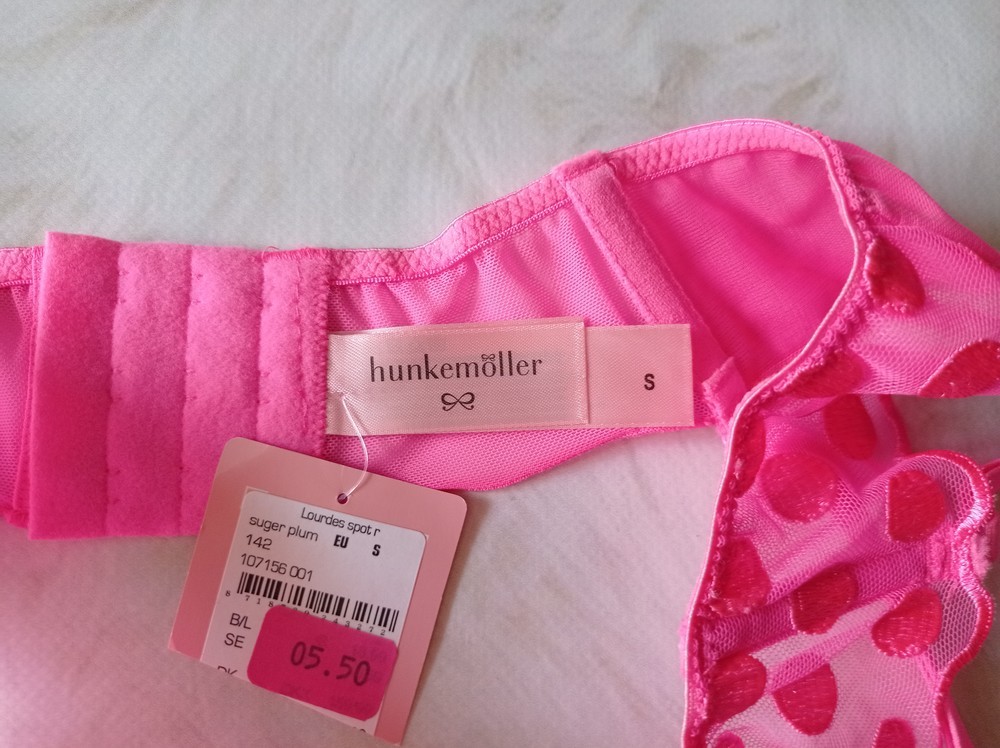 hunkemöller
S
Lourdes spot r
suger plum EU S
142
107156 001
B/L
SE
05.50